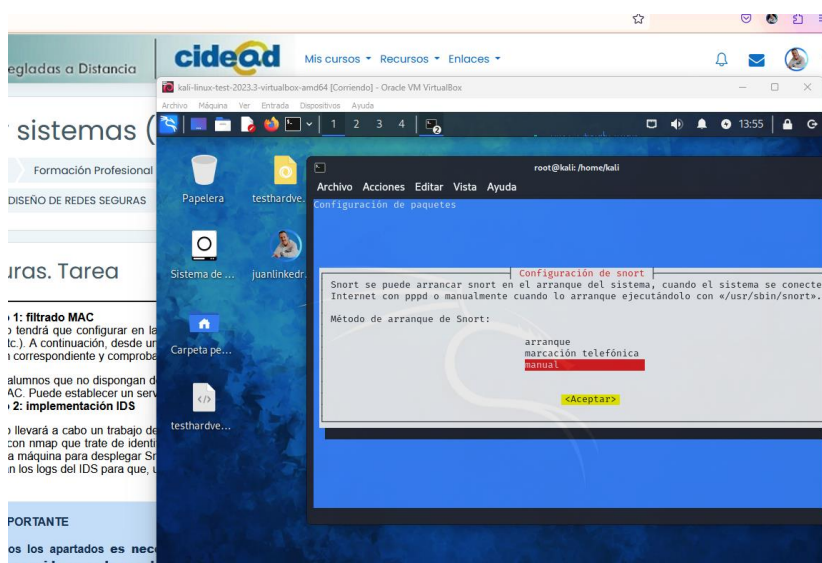 egladas a Distancia
cidead
Mis cursos
Recursos
Enlaces
kali-linux-test-2023.3-virtualbox-amd64 [Corriendo] - Oracle VM VirtualBox
Archivo Máquina Ver Entrada Dispositivos Ayuda
1 2 3 4
2
13:55
sistemas (
Formación Profesional
DISEÑO DE REDES SEGURAS
uras. Tarea
1: filtrado MAC
o tendrá que configurar en la
tc.). A continuación, desde un
n correspondiente y comproba
alumnos que no dispongan d
AC. Puede establecer un serv
2: implementación IDS
o llevará a cabo un trabajo de
con nmap que trate de identi
a máquina para desplegar Sn
n los logs del IDS para que, u
PORTANTE
os los apartados es nece
Papelera
testhardve...
Sistema de ...
juanlinkedr.
Carpeta pe...
testhardve...
root@kali: /home/kali
Archivo Acciones Editar Vista Ayuda
Configuración de paquetes
Configuración de snort
Snort se puede arrancar snort en el arranque del sistema, cuando el sistema se conecte
Internet con pppd o manualmente cuando lo arranque ejecutándolo con «/usr/sbin/snort».
Método de arranque de Snort:
arranque
marcación telefónica
manual
<Aceptar>